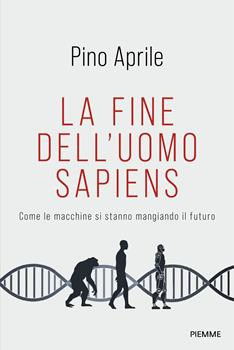 Pino Aprile
LA FINE
DELL'UOMO
SAPIENS
Come le macchine si stanno mangiando il futuro
PIEMME